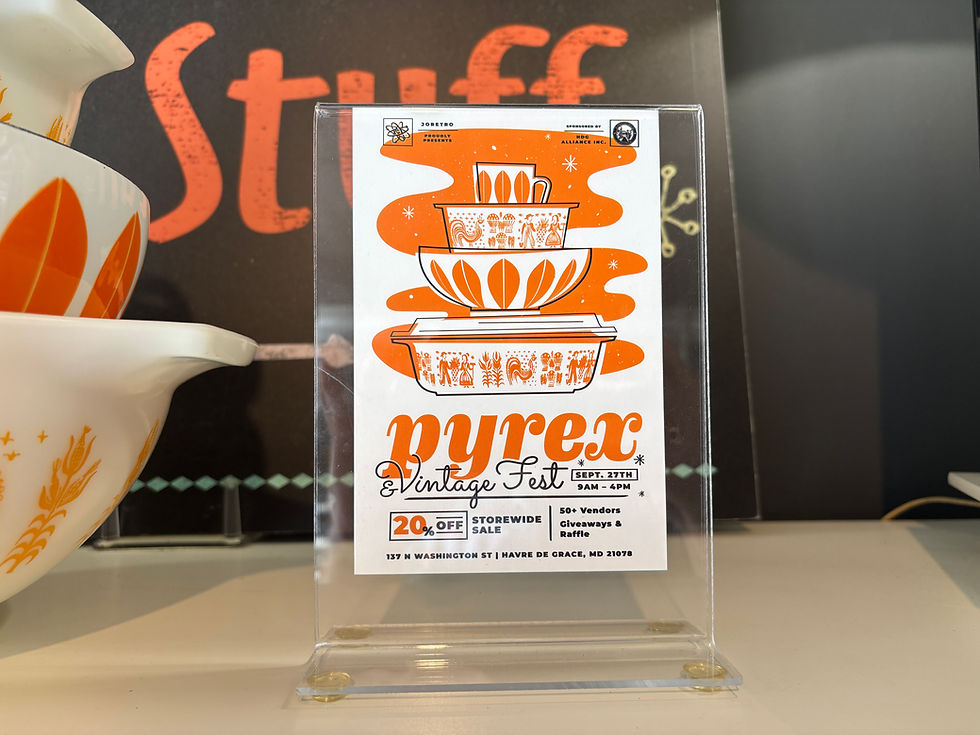 Stuff
JORETRO
PROUDLY
PRESENTS
SPONSORED BY
HDG
ALLIANCE INC.
pyrex
& Vintage Fest
SEPT. 27TH
9AM – 4PM
20% OFF
STOREWIDE
SALE
50+ Vendors
Giveaways &
Raffle
137 N WASHINGTON ST | HAVRE DE GRACE, MD 21078